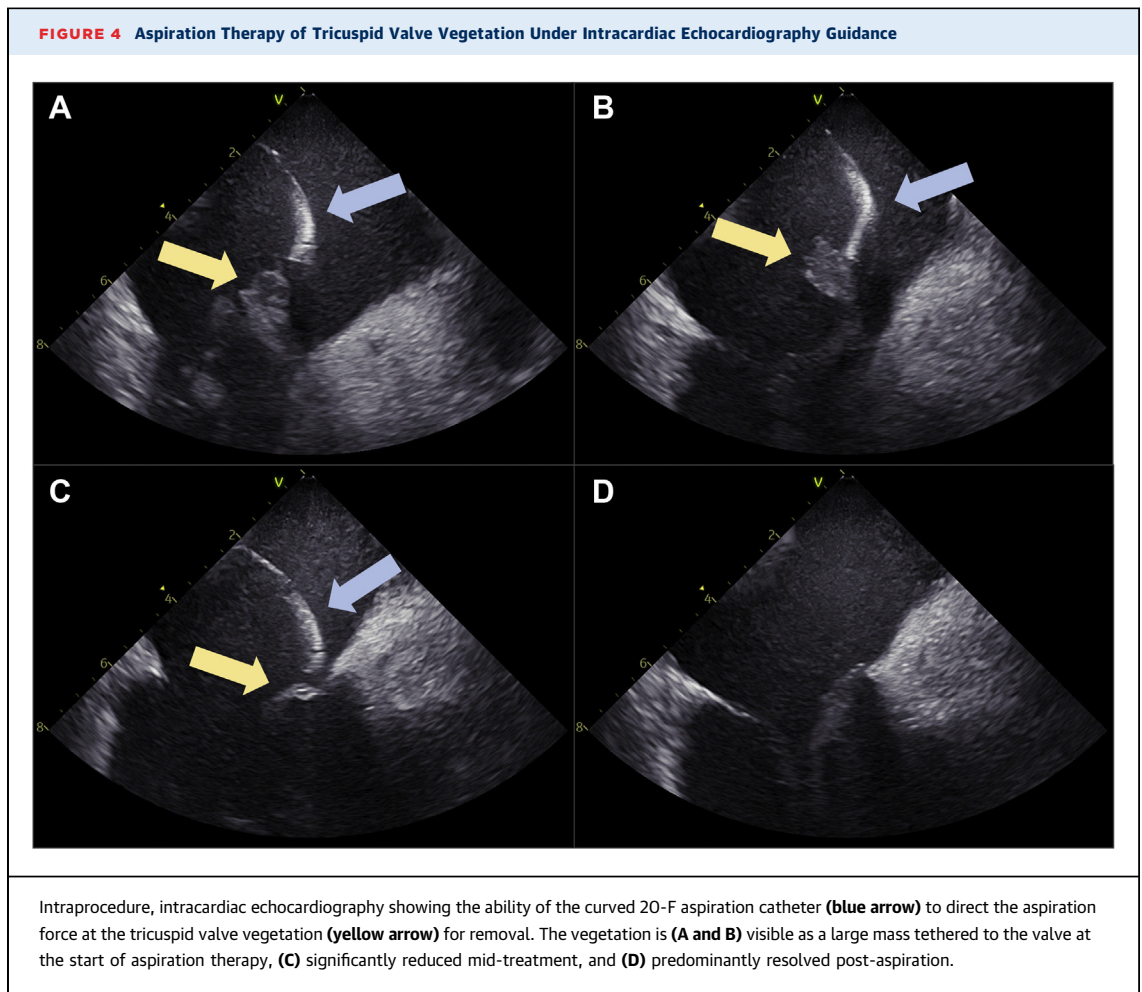 FIGURE 4 Aspiration Therapy of Tricuspid Valve Vegetation Under Intracardiac Echocardiography Guidance
A
V
2
4
6
8
B
V
2
4
6
8
C
V
2
4
6
8
D
V
2
4
6
8
Intraprocedure, intracardiac echocardiography showing the ability of the curved 20-F aspiration catheter (blue arrow) to direct the aspiration
force at the tricuspid valve vegetation (yellow arrow) for removal. The vegetation is (A and B) visible as a large mass tethered to the valve at
the start of aspiration therapy, (C) significantly reduced mid-treatment, and (D) predominantly resolved post-aspiration.